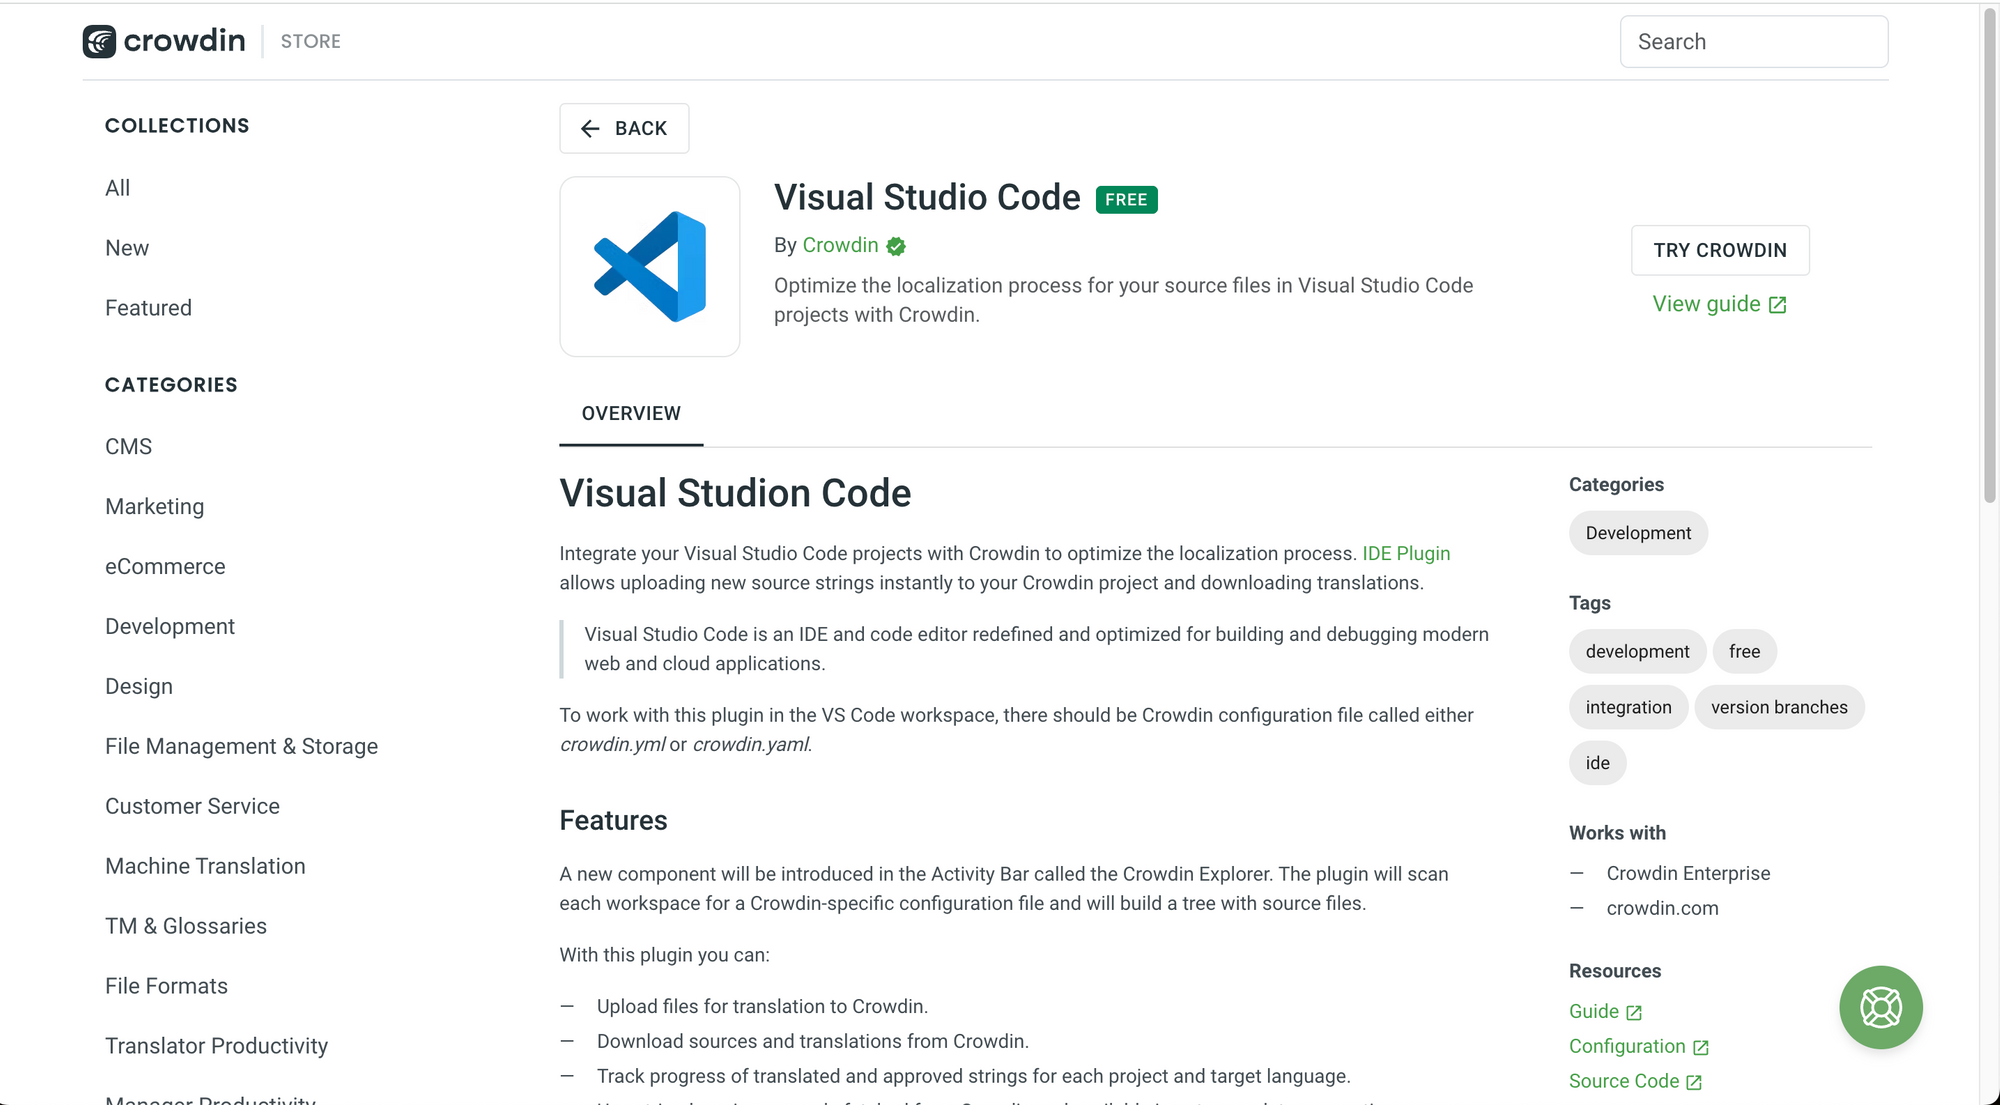 crowdin STORE
Search
COLLECTIONS
All
New
Featured
CATEGORIES
CMS
Marketing
eCommerce
Development
Design
File Management & Storage
Customer Service
Machine Translation
TM & Glossaries
File Formats
Translator Productivity
Manager Productivity
BACK
Visual Studio Code FREE
By Crowdin
Optimize the localization process for your source files in Visual Studio Code
projects with Crowdin.
TRY CROWDIN
View guide
OVERVIEW
Visual Studion Code
Integrate your Visual Studio Code projects with Crowdin to optimize the localization process. IDE Plugin
allows uploading new source strings instantly to your Crowdin project and downloading translations.
Visual Studio Code is an IDE and code editor redefined and optimized for building and debugging modern
web and cloud applications.
To work with this plugin in the VS Code workspace, there should be Crowdin configuration file called either
crowdin.yml or crowdin.yaml.
Features
A new component will be introduced in the Activity Bar called the Crowdin Explorer. The plugin will scan
each workspace for a Crowdin-specific configuration file and will build a tree with source files.
With this plugin you can:
— Upload files for translation to Crowdin.
— Download sources and translations from Crowdin.
— Track progress of translated and approved strings for each project and target language.
Categories
Development
Tags
development free
integration version branches
ide
Works with
— Crowdin Enterprise
— crowdin.com
Resources
Guide
Configuration
Source Code